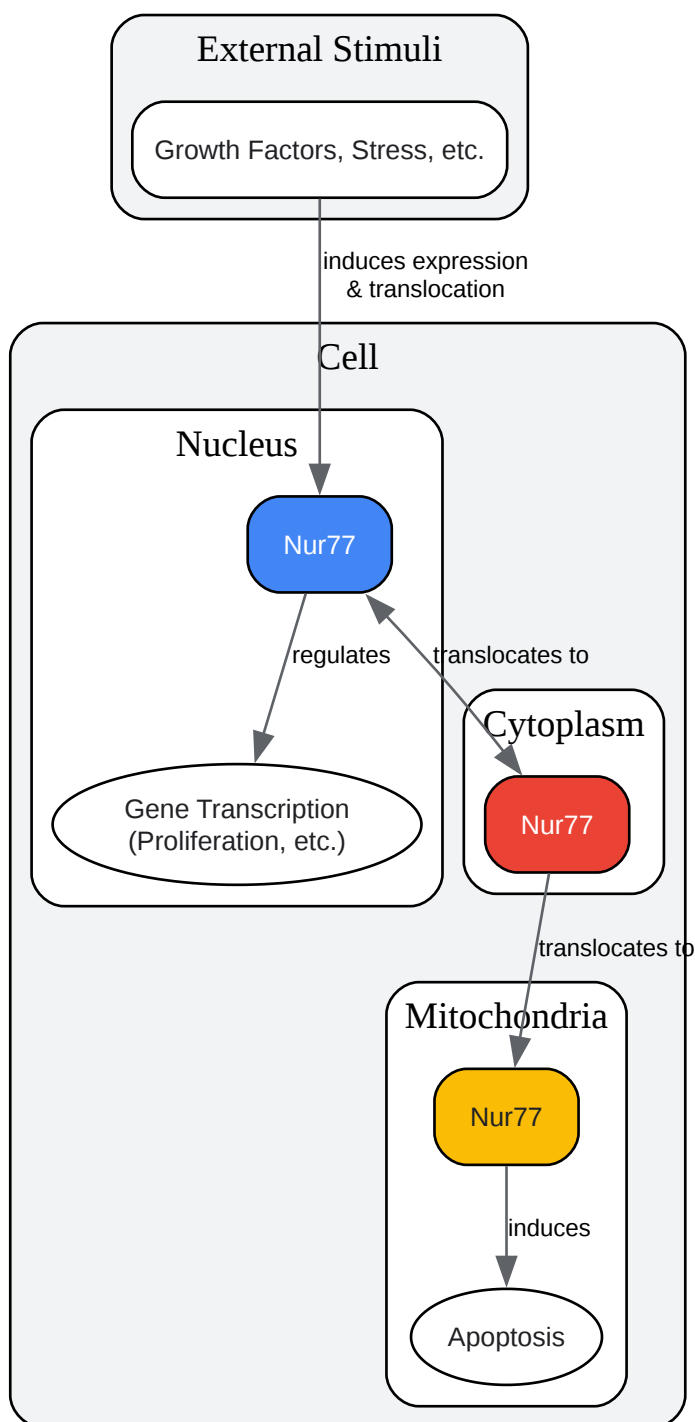 External Stimuli
Growth Factors, Stress, etc.
induces expression
& translocation
Cell
Nucleus
Nur77
regulates
translocates to
Cytoplasm
Gene Transcription
(Proliferation, etc.)
Nur77
translocates to
Mitochondria
Nur77
induces
Apoptosis